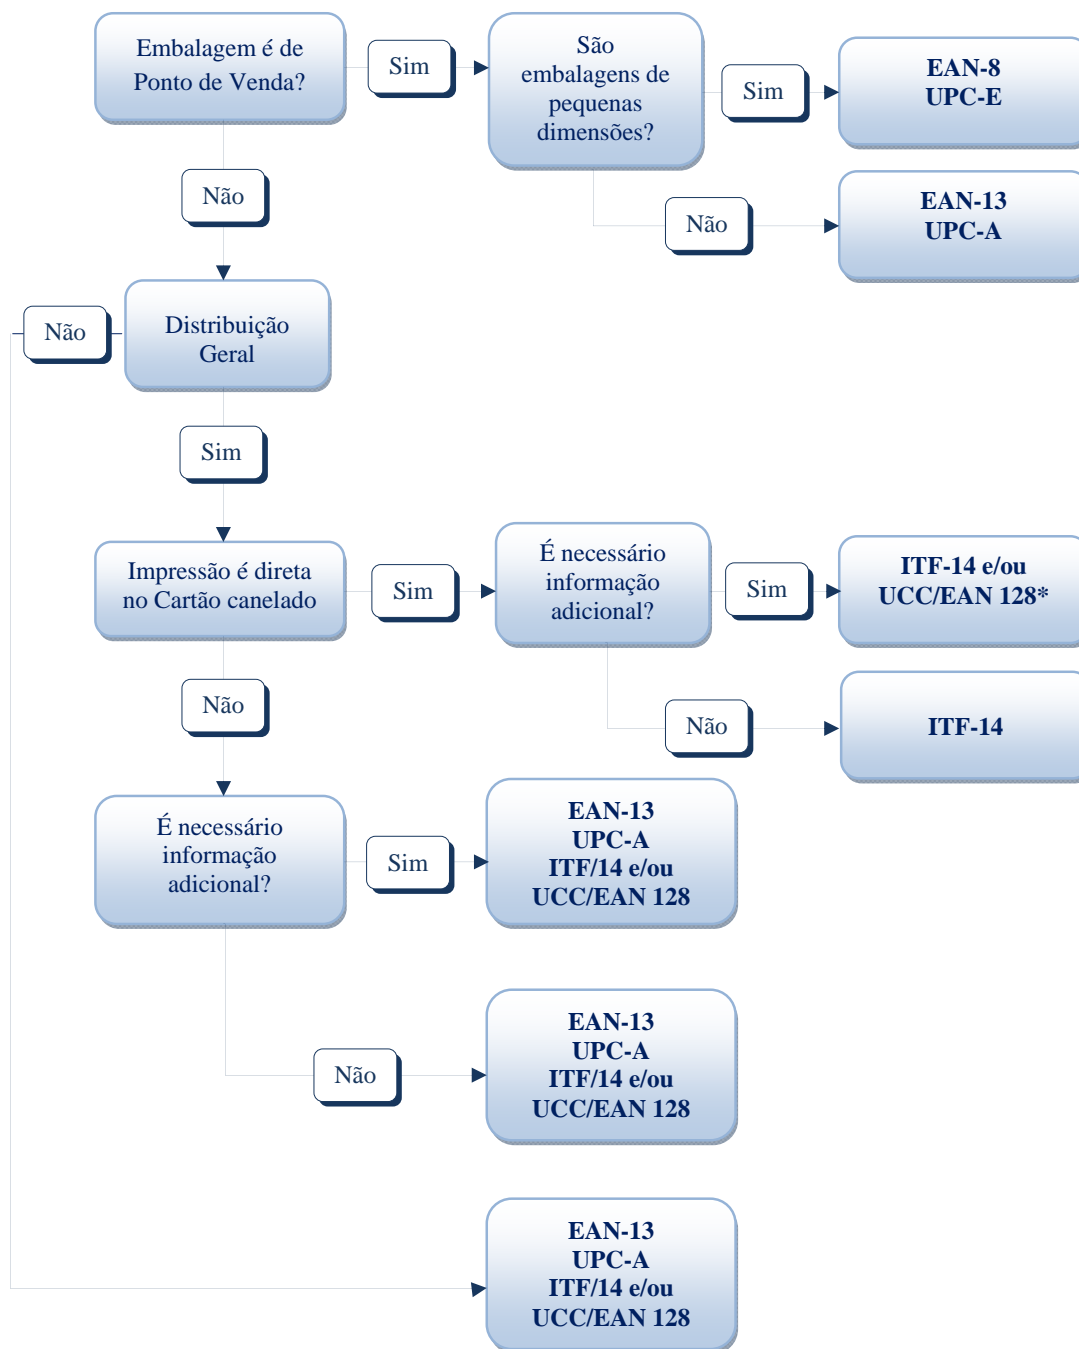 Embalagem é de
Ponto de Venda?
Sim
São
embalagens de
pequenas
dimensões?
Sim
EAN-8
UPC-E
Não
Não
EAN-13
UPC-A
Não
Distribuição
Geral
Sim
Impressão é direta
no Cartão canelado
Sim
É necessário
informação
adicional?
Sim
ITF-14 e/ou
UCC/EAN 128*
Não
Não
ITF-14
É necessário
informação
adicional?
Sim
EAN-13
UPC-A
ITF/14 e/ou
UCC/EAN 128
Não
EAN-13
UPC-A
ITF/14 e/ou
UCC/EAN 128
EAN-13
UPC-A
ITF/14 e/ou
UCC/EAN 128